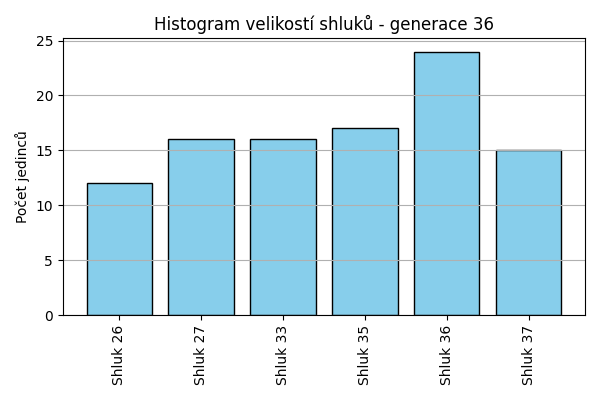 Histogram velikostí shluků - generace 36
Počet jedinců
25
20
15
10
5
0
Shluk 26
Shluk 27
Shluk 33
Shluk 35
Shluk 36
Shluk 37